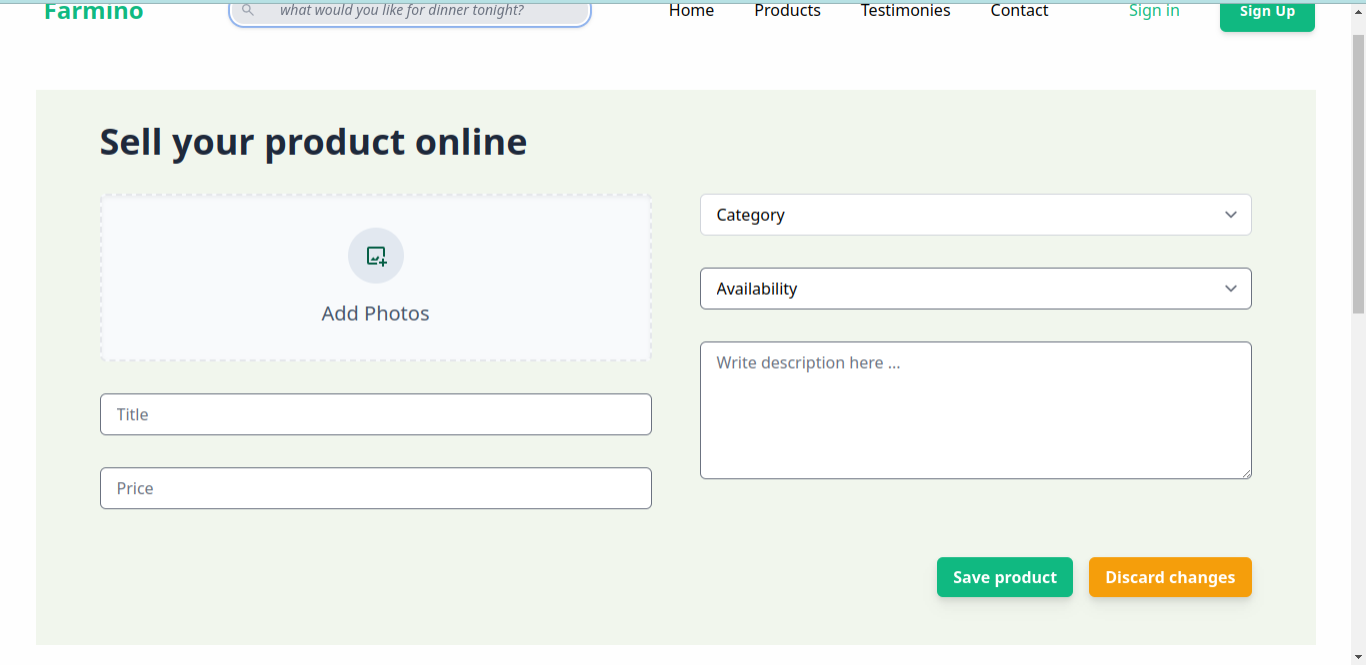 Farmino
what would you like for dinner tonight?
Home
Products
Testimonies
Contact
Sign in
Sign Up
Sell your product online
Add Photos
Title
Price
Category
Availability
Write description here ...
Save product
Discard changes